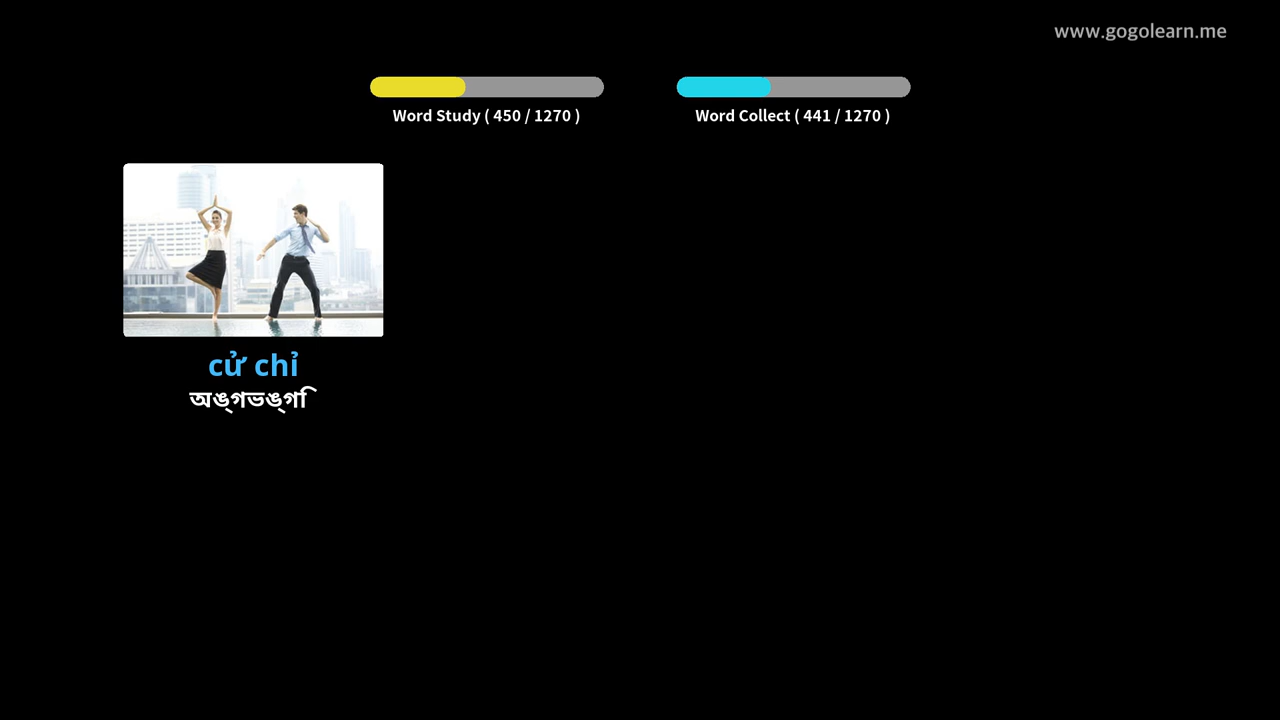 www.gogolearn.me
Word Study ( 450 / 1270 )
Word Collect ( 441 / 1270 )
cử chỉ
অঙ্গভঙ্গি